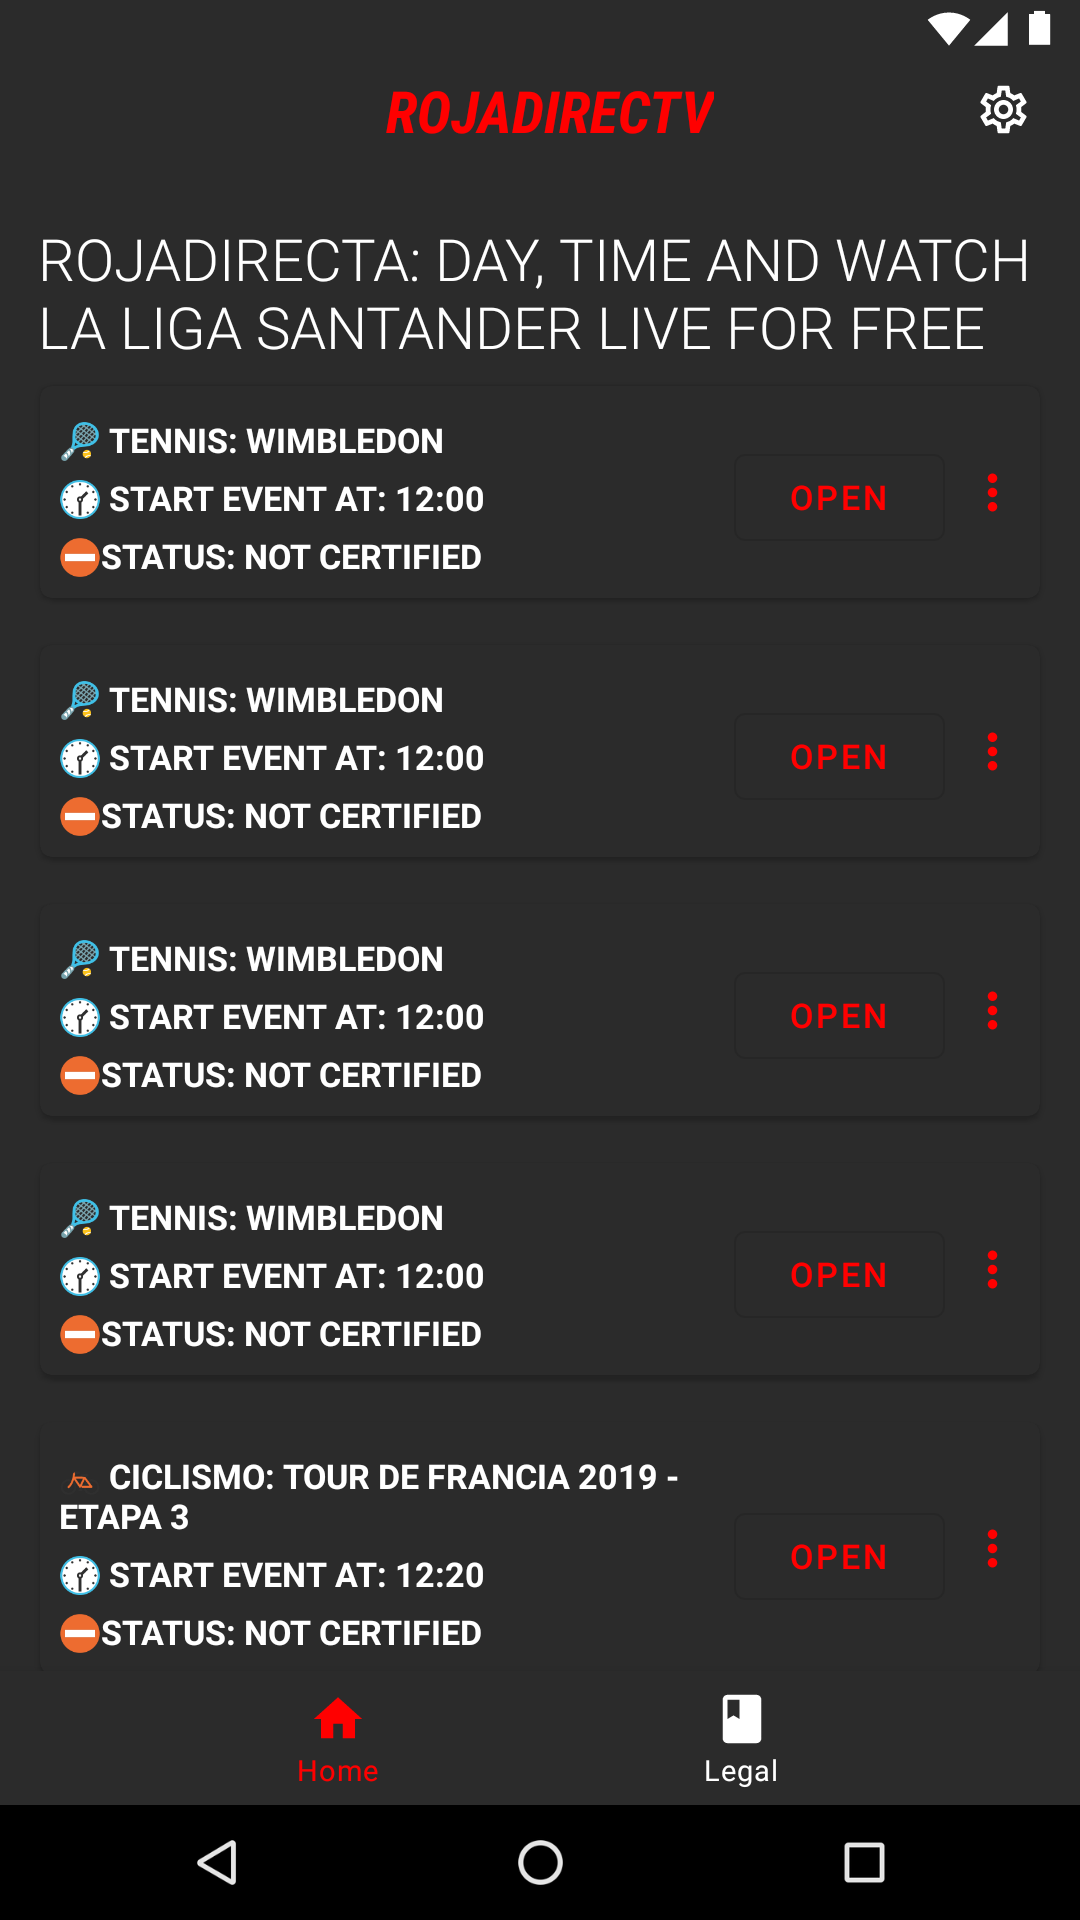 ROJADIRECTV
ROJADIRECTA: DAY, TIME AND WATCH
LA LIGA SANTANDER LIVE FOR FREE
TENNIS: WIMBLEDON
START EVENT AT: 12:00
STATUS: NOT CERTIFIED
OPEN
TENNIS: WIMBLEDON
START EVENT AT: 12:00
STATUS: NOT CERTIFIED
OPEN
TENNIS: WIMBLEDON
START EVENT AT: 12:00
STATUS: NOT CERTIFIED
OPEN
TENNIS: WIMBLEDON
START EVENT AT: 12:00
STATUS: NOT CERTIFIED
OPEN
CICLISMO: TOUR DE FRANCIA 2019 -
ETAPA 3
START EVENT AT: 12:20
STATUS: NOT CERTIFIED
OPEN
Home
Legal